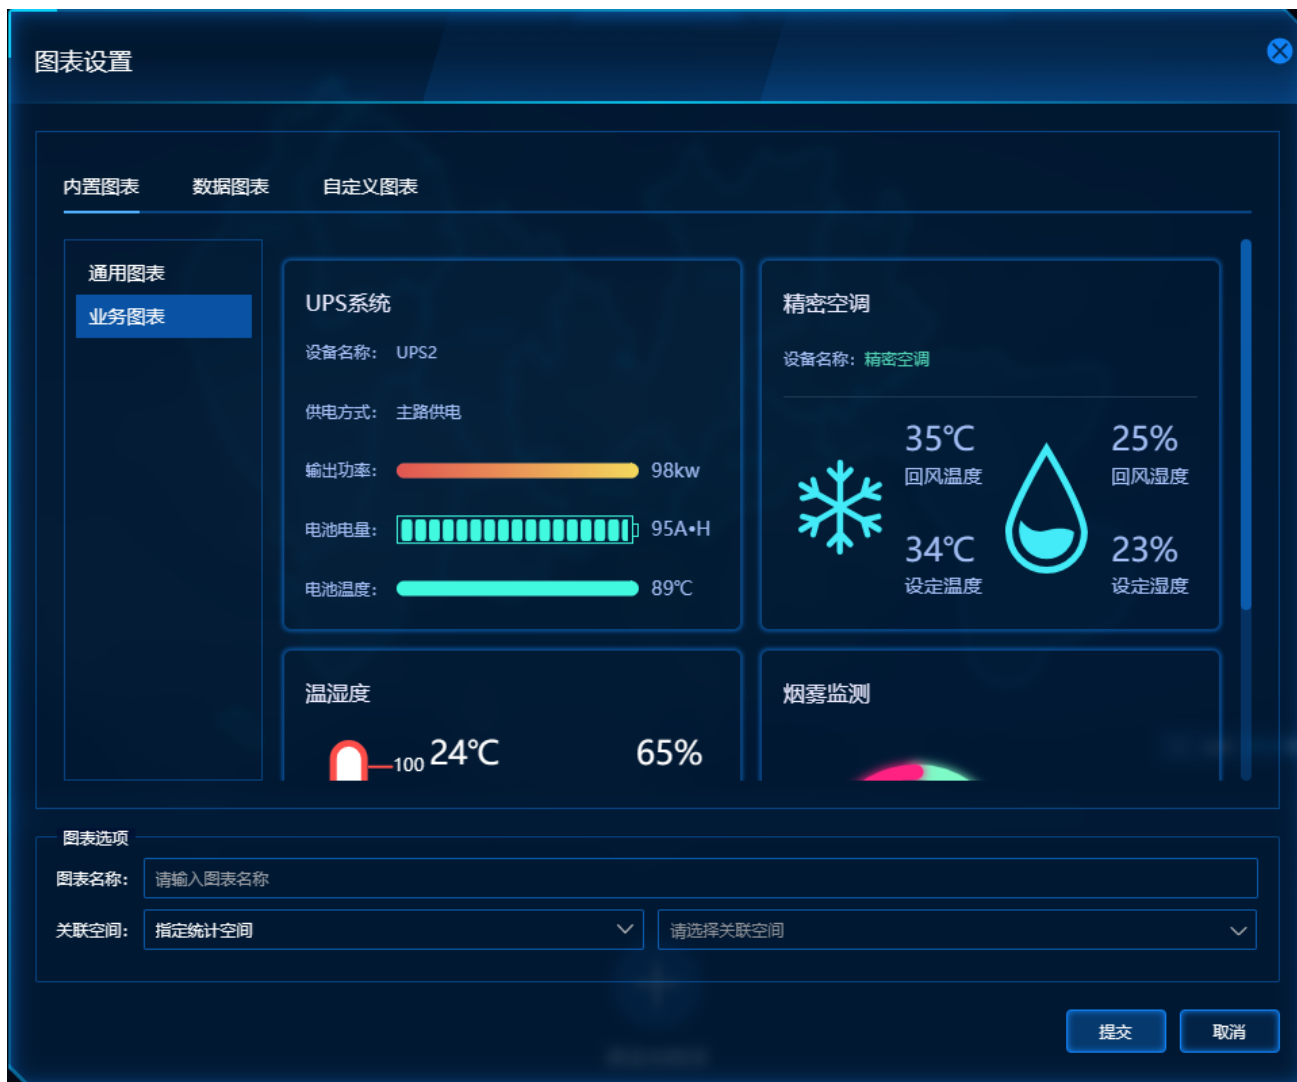 图表设置
内置图表 数据图表 自定义图表
通用图表
业务图表
UPS系统
设备名称： UPS2
供电方式： 主路供电
输出功率： 98kw
电池电量： 95A•H
电池温度： 89℃
精密空调
设备名称：精密空调
35℃ 25%
回风温度 回风湿度
34℃ 23%
设定温度 设定湿度
温湿度
100 24℃ 65%
烟雾监测
图表选项
图表名称： 请输入图表名称
关联空间： 指定统计空间 请选择关联空间
提交 取消